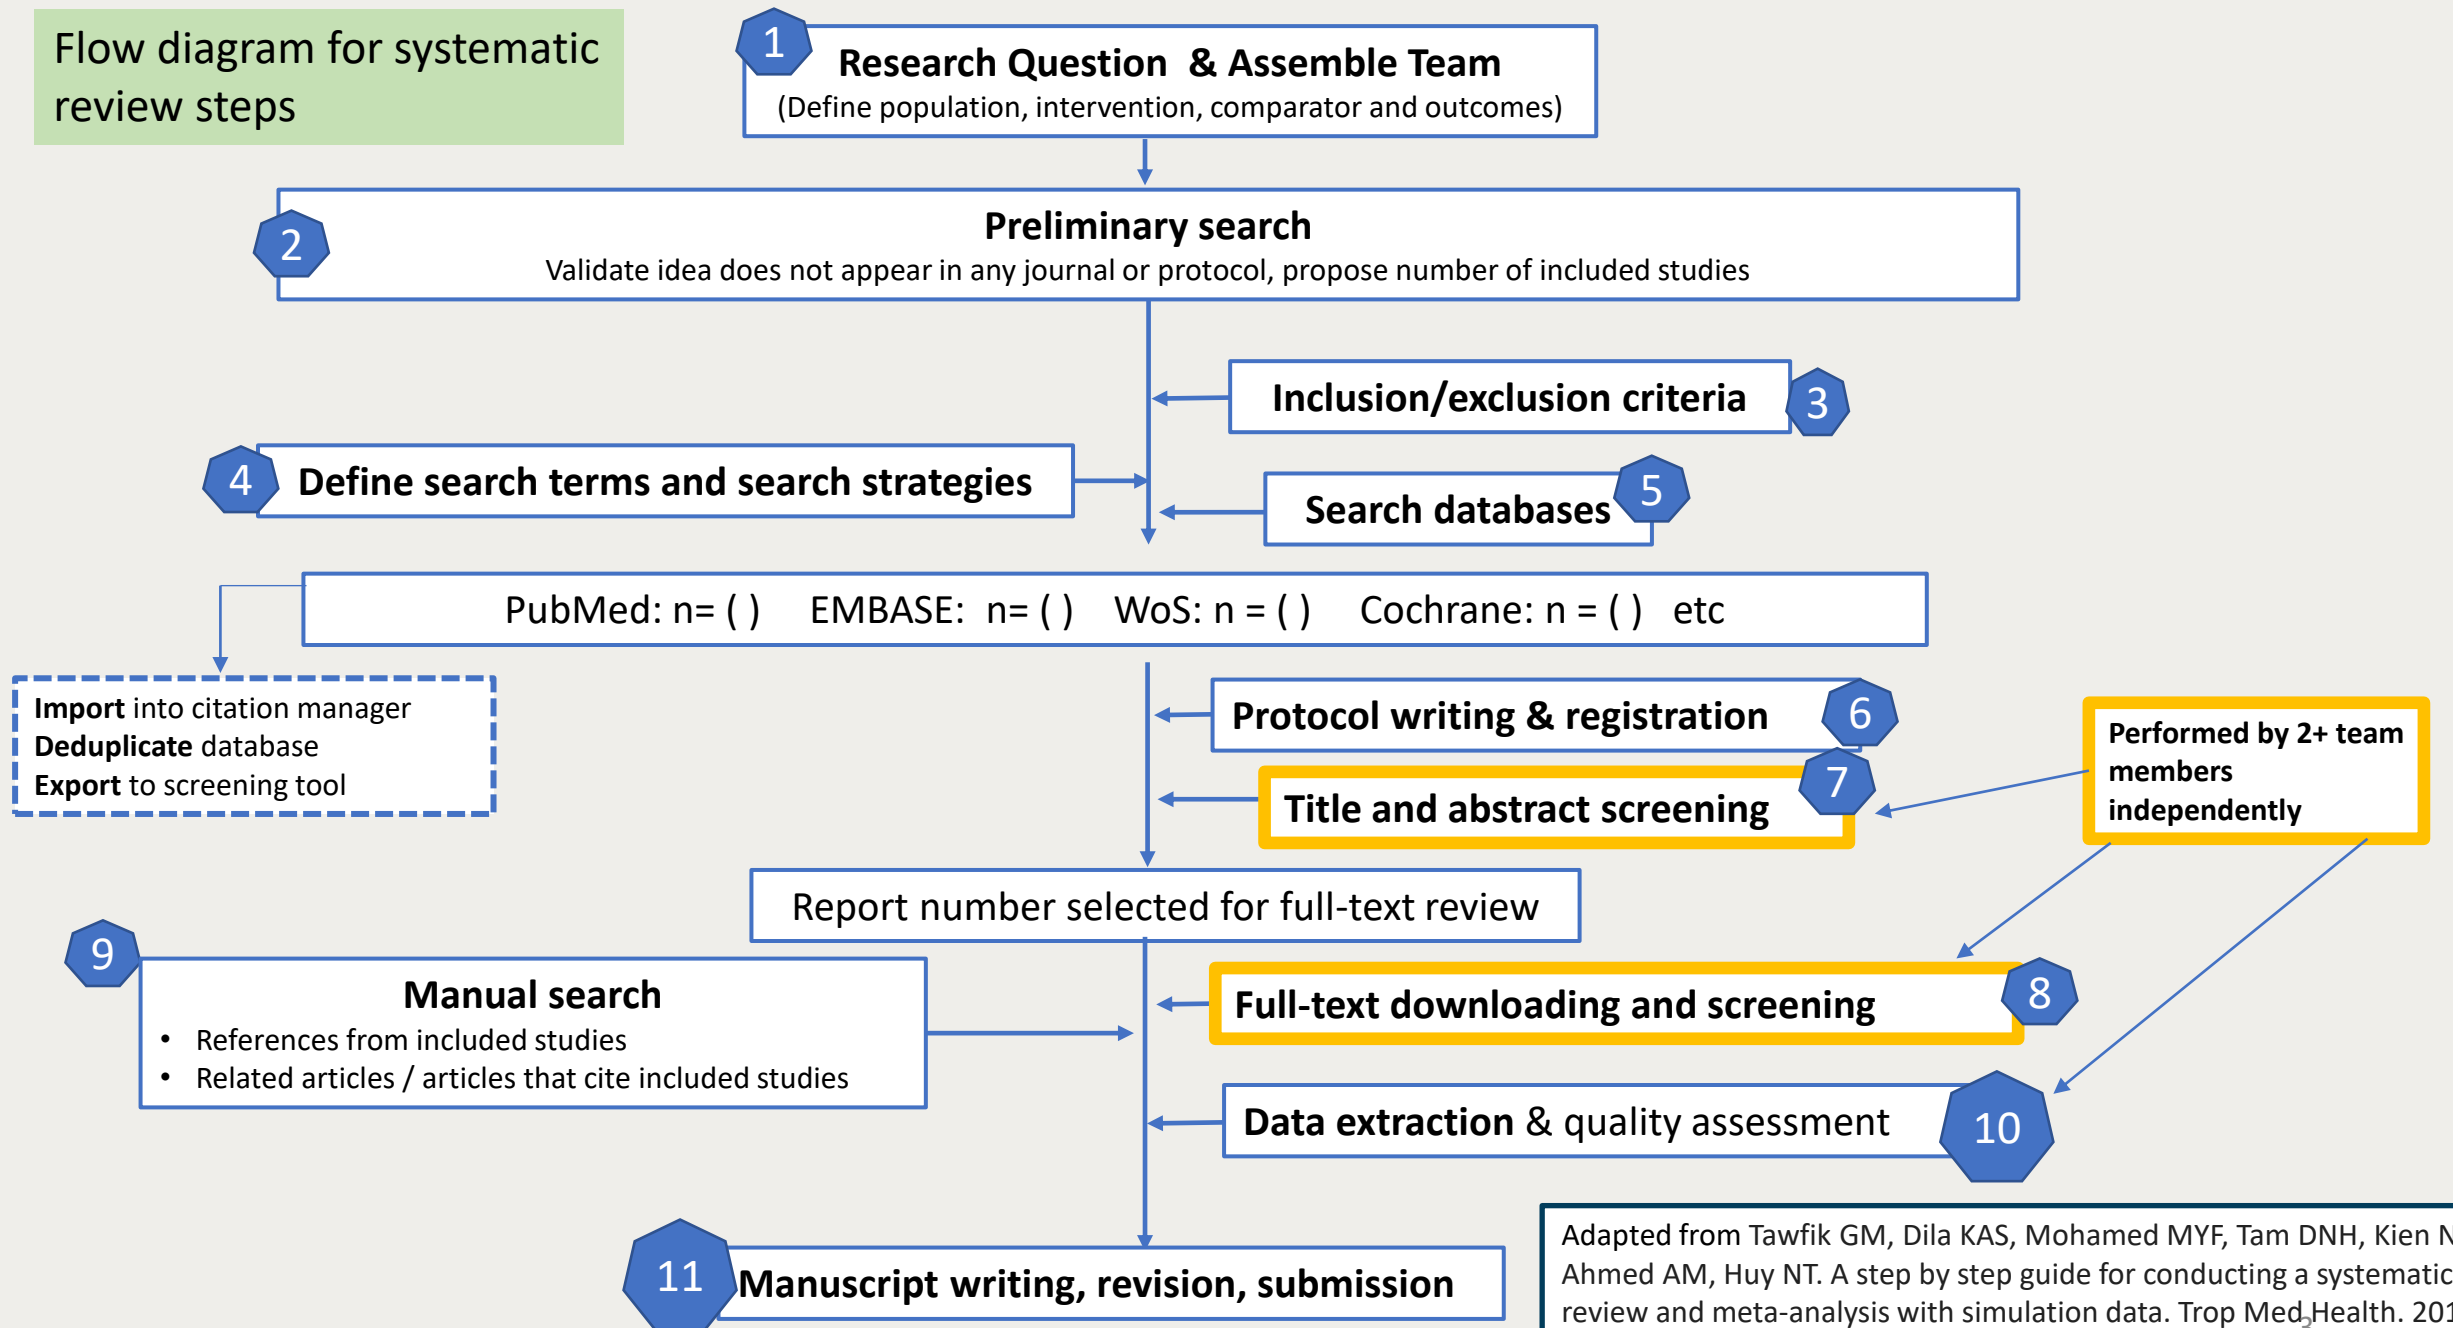 Flow diagram for systematic
review steps
1
Research Question & Assemble Team
(Define population, intervention, comparator and outcomes)
2
Preliminary search
Validate idea does not appear in any journal or protocol, propose number of included studies
Inclusion/exclusion criteria
3
4
Define search terms and search strategies
Search databases
5
PubMed: n= ( ) EMBASE: n= ( ) WoS: n = ( ) Cochrane: n = ( ) etc
Import into citation manager
Deduplicate database
Export to screening tool
Protocol writing & registration
6
Title and abstract screening
7
Performed by 2+ team
members
independently
Report number selected for full-text review
9
Manual search
• References from included studies
• Related articles / articles that cite included studies
Full-text downloading and screening
8
Data extraction & quality assessment
10
11
Manuscript writing, revision, submission
Adapted from Tawfik GM, Dila KAS, Mohamed MYF, Tam DNH, Kien N
Ahmed AM, Huy NT. A step by step guide for conducting a systematic
review and meta-analysis with simulation data. Trop Med Health. 201
3